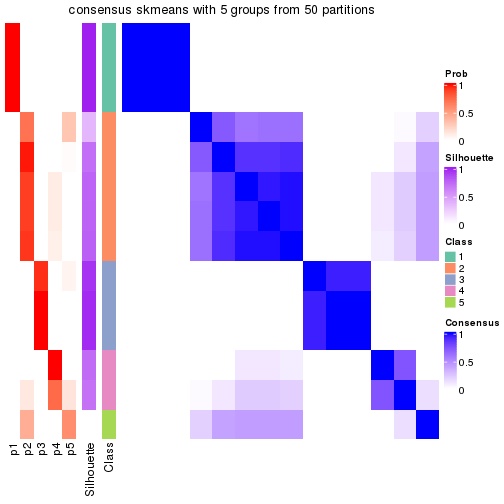 consensus skmeans with 5 groups from 50 partitions
Prob
1
0.5
0
Silhouette
1
0.5
0
Class
1
2
3
4
5
Consensus
1
0.5
0
p1
p2
p3
p4
p5
Silhouette
Class